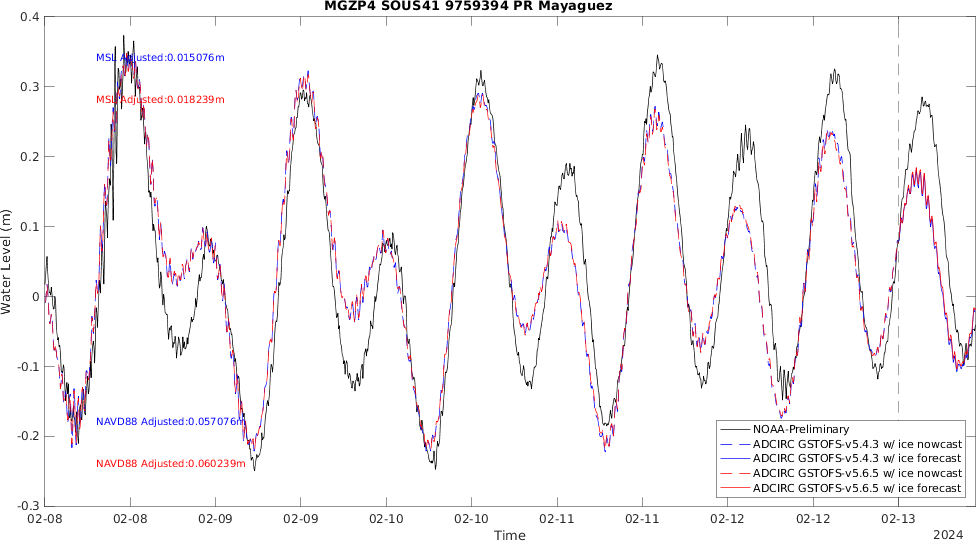 MGZP4 SOUS41 9759394 PR Mayaguez
0.4
0.3
0.2
0.1
0
-0.1
-0.2
-0.3
Water Level (m)
MSL Adjusted:0.015076m
MSL Adjusted:0.018239m
NAVD88 Adjusted:0.057076m
NAVD88 Adjusted:0.060239m
NOAA-Preliminary
ADCIRC GSTOFS-v5.4.3 w/ ice nowcast
ADCIRC GSTOFS-v5.4.3 w/ ice forecast
ADCIRC GSTOFS-v5.6.5 w/ ice nowcast
ADCIRC GSTOFS-v5.6.5 w/ ice forecast
02-08 02-08 02-09 02-09 02-10 02-10 02-11 02-11 02-12 02-12 02-13
Time
2024